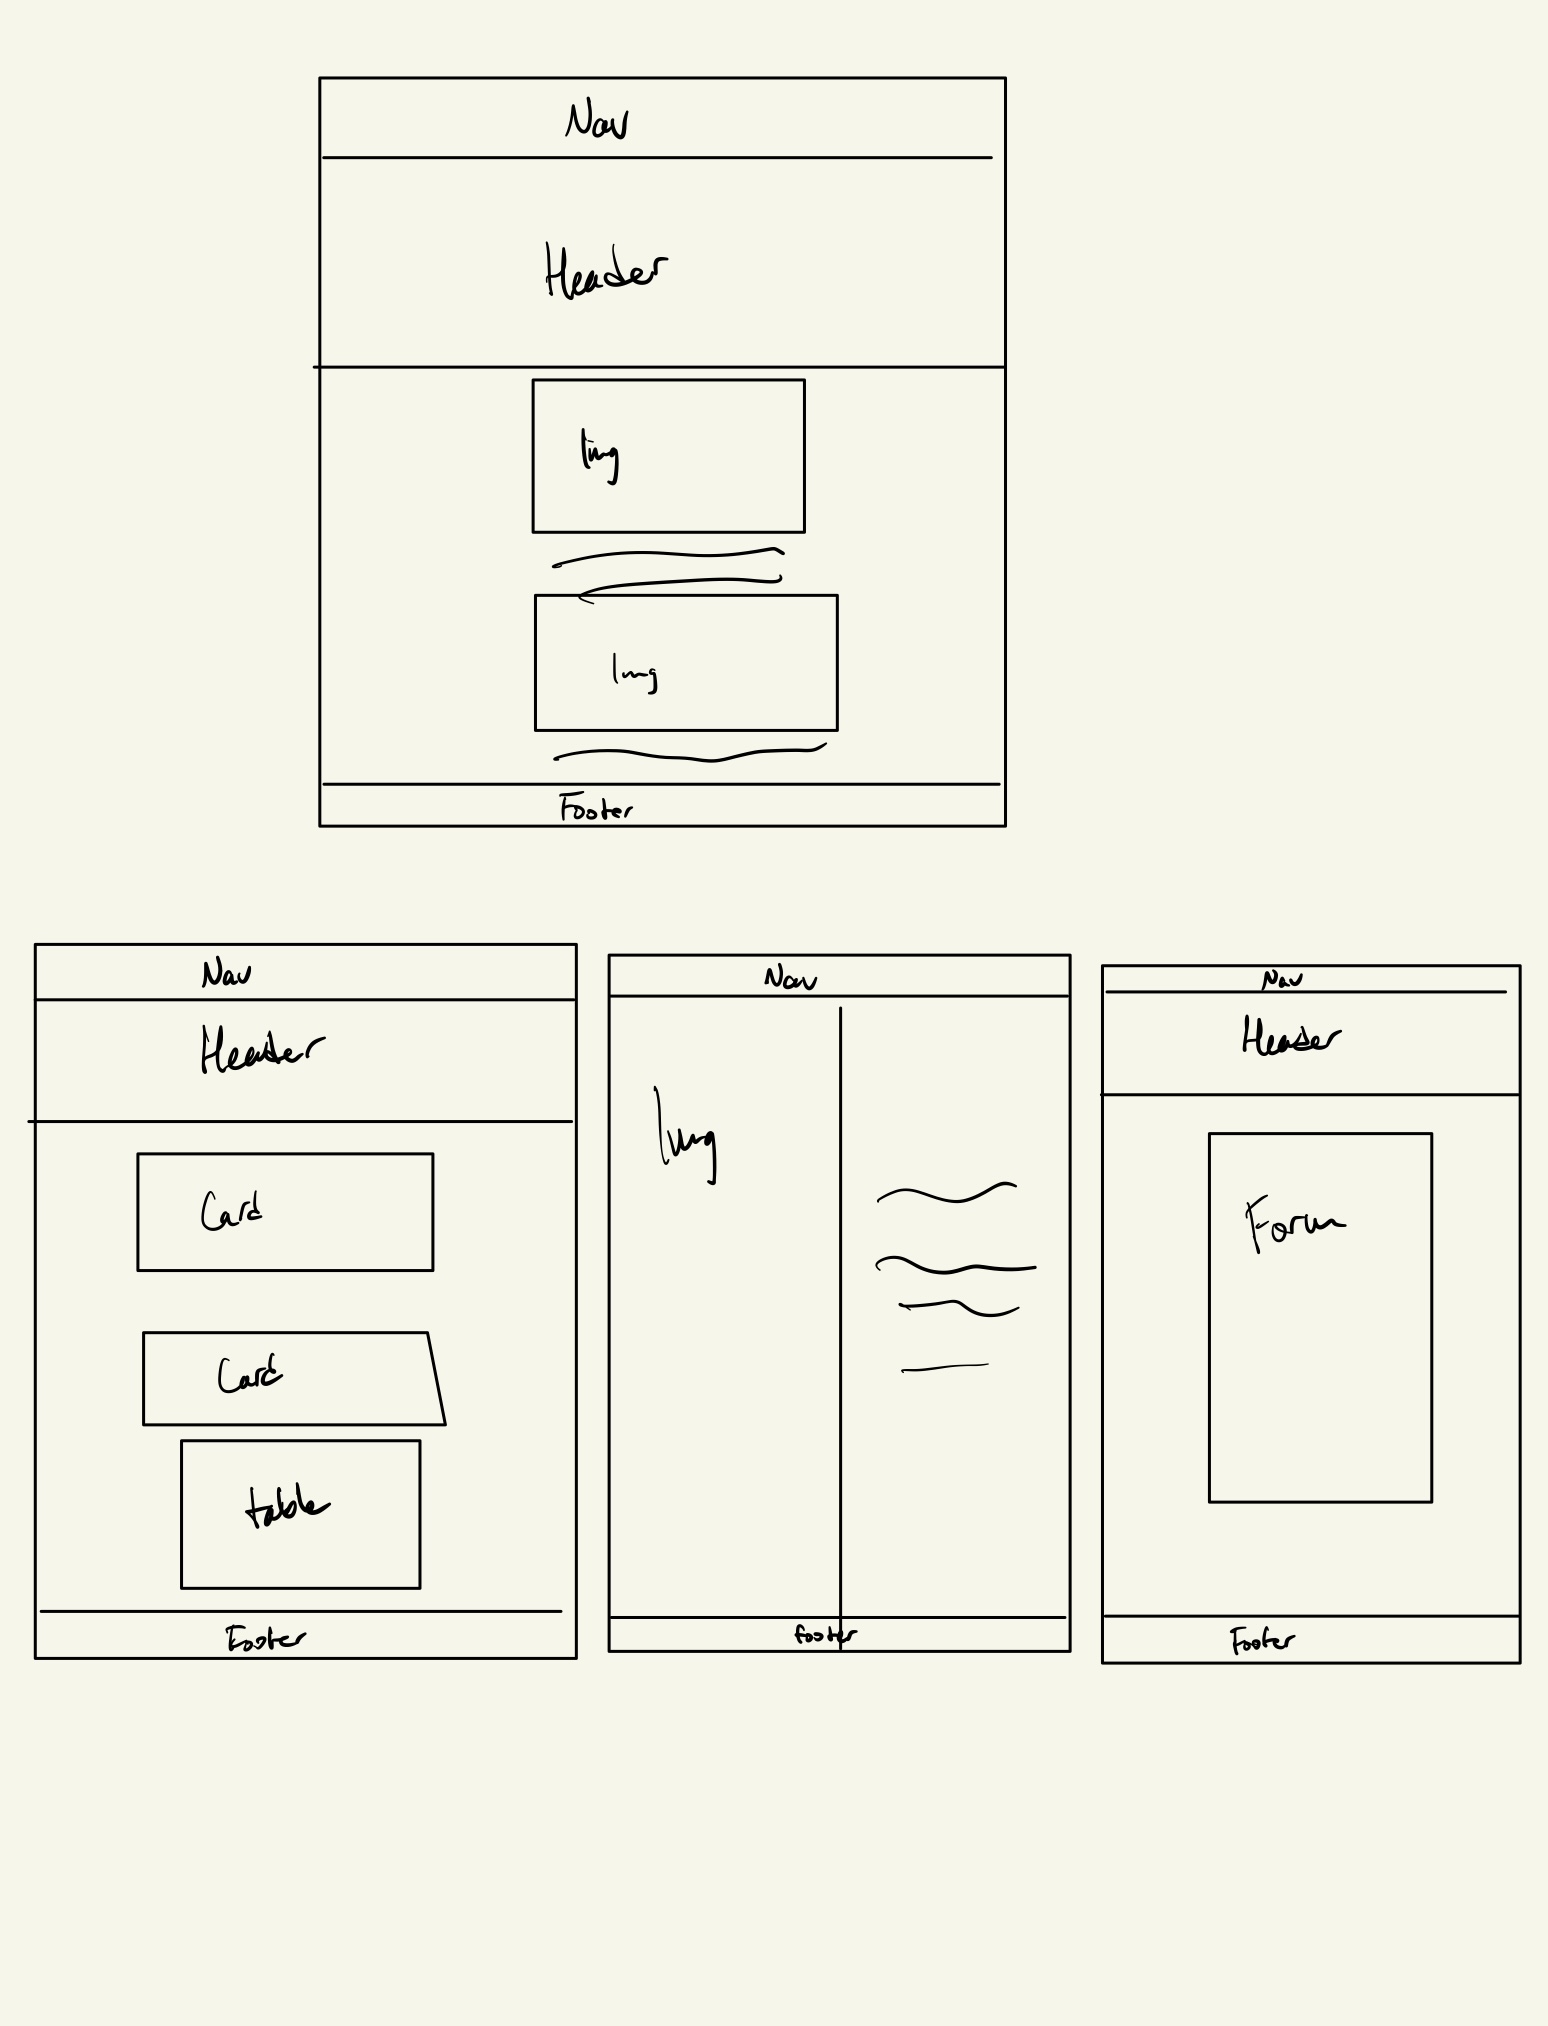 Nav
Header
Img
Img
Footer
Nav
Header
Card
Card
table
Footer
Nav
Img
footer
Nav
Header
Form
Footer